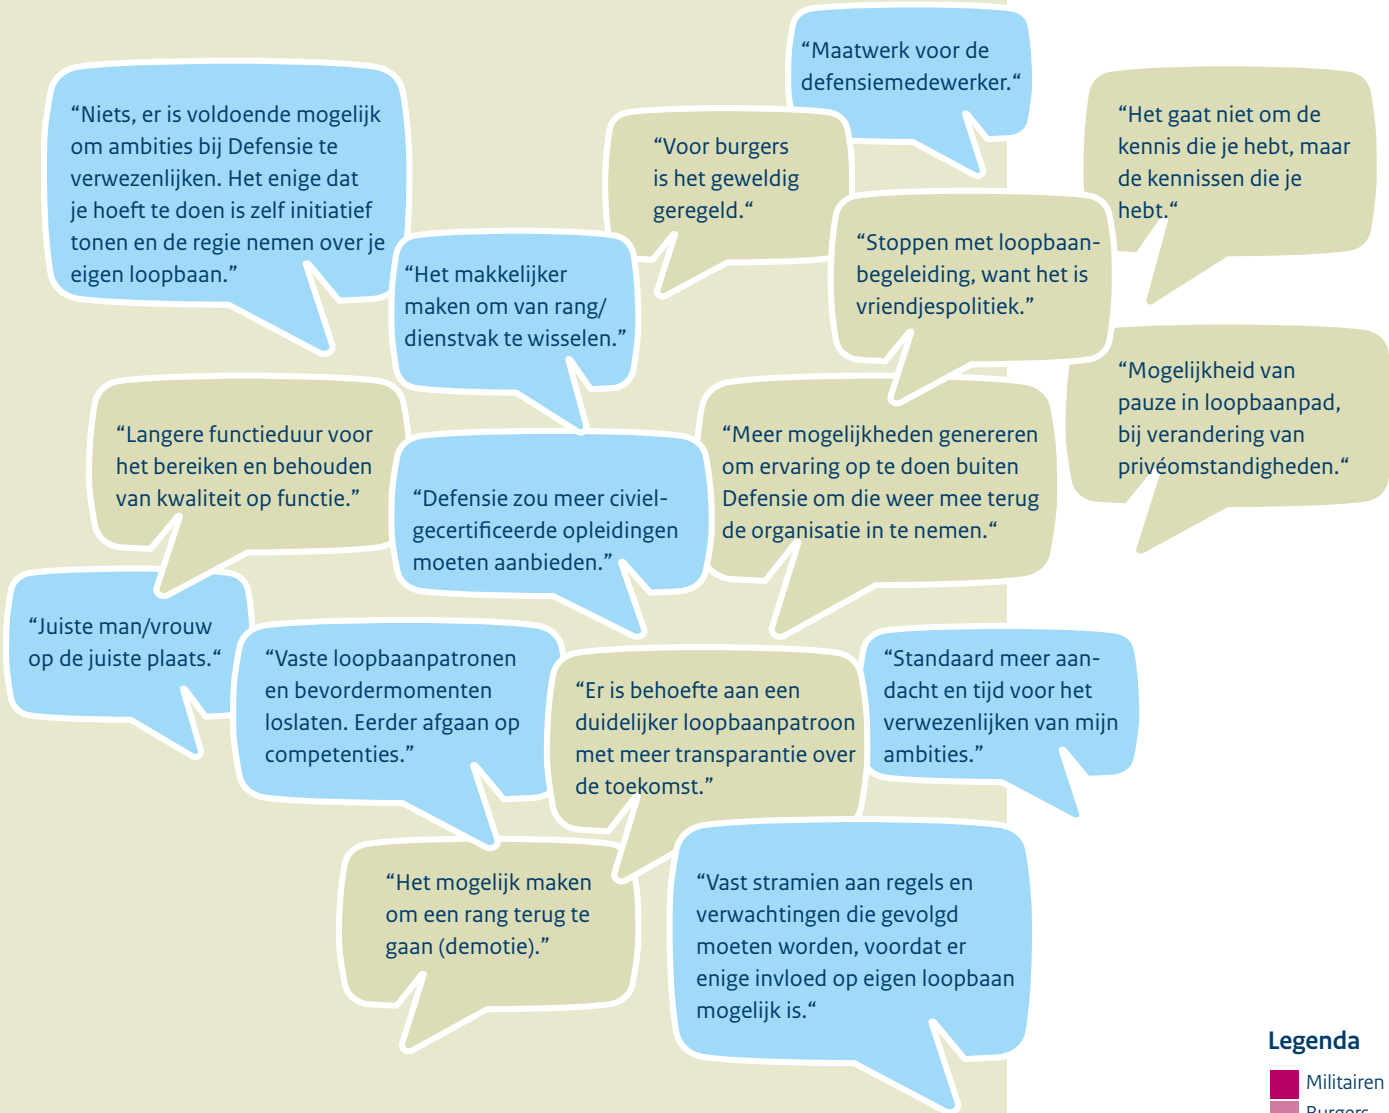 “Maatwerk voor de
defensiemedewerker.“
“Niets, er is voldoende mogelijk
om ambities bij Defensie te
verwezenlijken. Het enige dat
je hoeft te doen is zelf initiatief
tonen en de regie nemen over je
eigen loopbaan.”
“Voor burgers
is het geweldig
geregeld.“
“Het gaat niet om de
kennis die je hebt, maar
de kennissen die je
hebt.“
“Het makkelijker
maken om van rang/
dienstvak te wisselen.”
“Stoppen met loopbaan-
begeleiding, want het is
vriendjespolitiek.”
“Mogelijkheid van
pauze in loopbaanpad,
bij verandering van
privéomstandigheden.“
“Langere functieduur voor
het bereiken en behouden
van kwaliteit op functie.”
“Defensie zou meer civiel-
gecertificeerde opleidingen
moeten aanbieden.”
“Meer mogelijkheden genereren
om ervaring op te doen buiten
Defensie om die weer mee terug
de organisatie in te nemen.“
“Juiste man/vrouw
op de juiste plaats.“
“Vaste loopbaanpatronen
en bevordermomenten
loslaten. Eerder afgaan op
competenties.”
“Er is behoefte aan een
duidelijker loopbaanpatroon
met meer transparantie over
de toekomst.”
“Standaard meer aan-
dacht en tijd voor het
verwezenlijken van mijn
ambities.”
“Het mogelijk maken
om een rang terug te
gaan (demotie).”
“Vast stramien aan regels en
verwachtingen die gevolgd
moeten worden, voordat er
enige invloed op eigen loopbaan
mogelijk is.“
Legenda
Militairen
Burgers